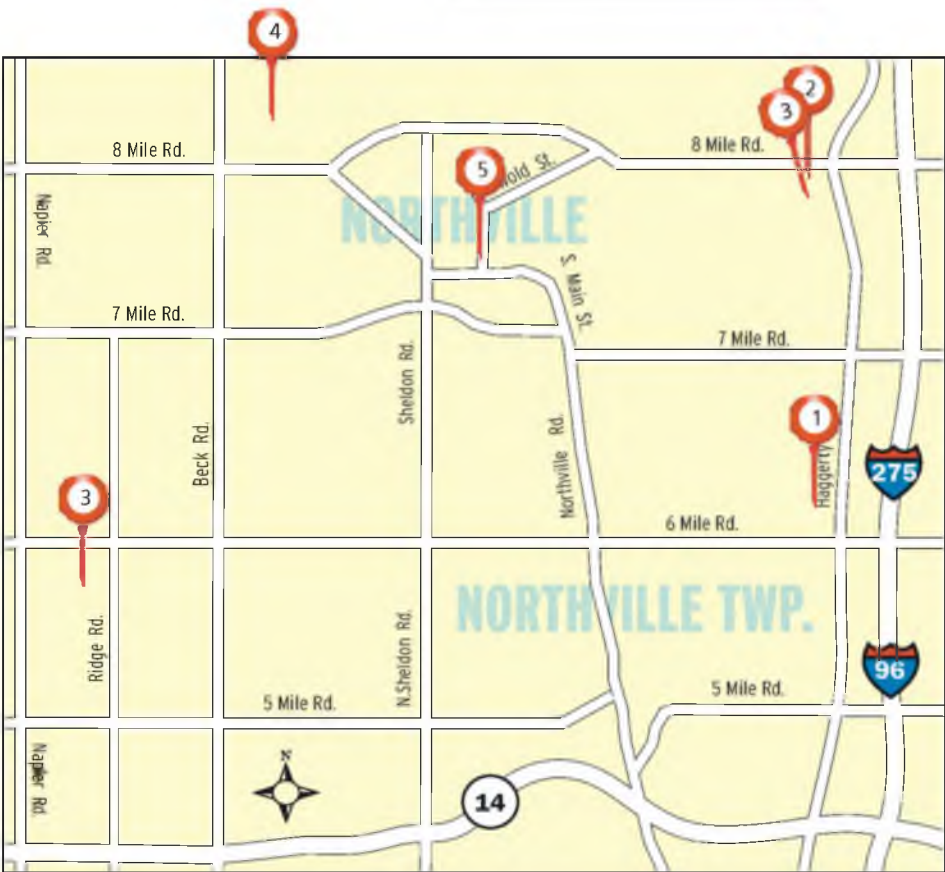 4
2
3
8 Mile Rd.
8 Mile Rd.
5
wold St.
Napier Rd.
NORTHVILLE
S. Main St.
7 Mile Rd.
7 Mile Rd.
Sheldon Rd.
1
Beck Rd.
Northville Rd.
Haggerty
275
3
6 Mile Rd.
NORTHVILLE TWP.
Ridge Rd.
N.Sheldon Rd.
96
5 Mile Rd.
5 Mile Rd.
N
Napier Rd.
14